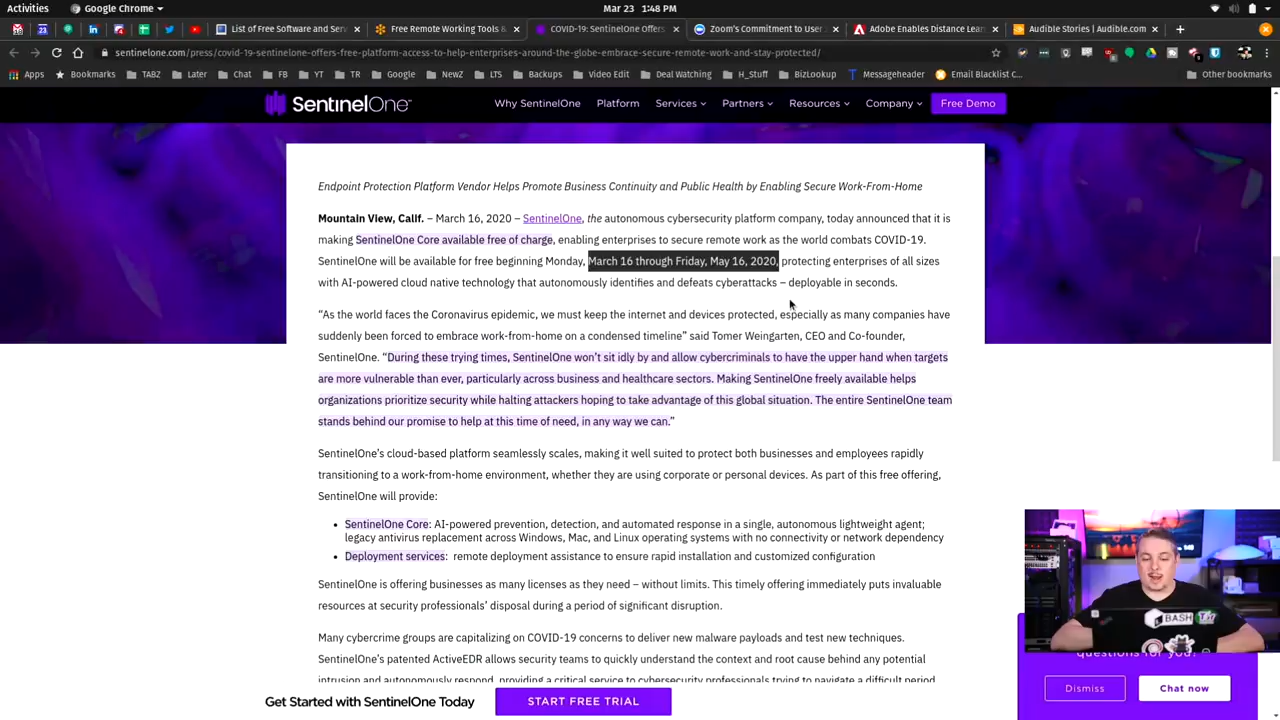 Activities
Google Chrome
Mar 23 1:48 PM
List of Free Software and Serv
Free Remote Working Tools &
COVID-19: SentinelOne Offers
Zoom's Commitment to User
Adobe Enables Distance Lear
Audible Stories | Audible.com
sentinelone.com/press/covid-19-sentinelone-offers-free-platform-access-to-help-enterprises-around-the-globe-embrace-secure-remote-work-and-stay-protected/
Apps
Bookmarks
TABZ
Later
Chat
FB
YT
TR
Google
NewZ
LTS
Backups
Video Edit
Deal Watching
H_Stuff
BizLookup
Messageheader
Email Blacklist C...
Other bookmarks
SentinelOne
Why SentinelOne
Platform
Services
Partners
Resources
Company
Free Demo
Endpoint Protection Platform Vendor Helps Promote Business Continuity and Public Health by Enabling Secure Work-From-Home
Mountain View, Calif. – March 16, 2020 – SentinelOne, the autonomous cybersecurity platform company, today announced that it is
making SentinelOne Core available free of charge, enabling enterprises to secure remote work as the world combats COVID-19.
SentinelOne will be available for free beginning Monday, March 16 through Friday, May 16, 2020, protecting enterprises of all sizes
with AI-powered cloud native technology that autonomously identifies and defeats cyberattacks – deployable in seconds.
“As the world faces the Coronavirus epidemic, we must keep the internet and devices protected, especially as many companies have
suddenly been forced to embrace work-from-home on a condensed timeline” said Tomer Weingarten, CEO and Co-founder,
SentinelOne. “During these trying times, SentinelOne won’t sit idly by and allow cybercriminals to have the upper hand when targets
are more vulnerable than ever, particularly across business and healthcare sectors. Making SentinelOne freely available helps
organizations prioritize security while halting attackers hoping to take advantage of this global situation. The entire SentinelOne team
stands behind our promise to help at this time of need, in any way we can.”
SentinelOne’s cloud-based platform seamlessly scales, making it well suited to protect both businesses and employees rapidly
transitioning to a work-from-home environment, whether they are using corporate or personal devices. As part of this free offering,
SentinelOne will provide:
• SentinelOne Core: AI-powered prevention, detection, and automated response in a single, autonomous lightweight agent;
legacy antivirus replacement across Windows, Mac, and Linux operating systems with no connectivity or network dependency
• Deployment services: remote deployment assistance to ensure rapid installation and customized configuration
SentinelOne is offering businesses as many licenses as they need – without limits. This timely offering immediately puts invaluable
resources at security professionals’ disposal during a period of significant disruption.
Many cybercrime groups are capitalizing on COVID-19 concerns to deliver new malware payloads and test new techniques.
SentinelOne’s patented ActiveEDR allows security teams to quickly understand the context and root cause behind any potential
intrusion and autonomously respond, providing a critical service to cybersecurity professionals trying to navigate a difficult period
BASH
questions for you?
Dismiss
Chat now
Get Started with SentinelOne Today
START FREE TRIAL